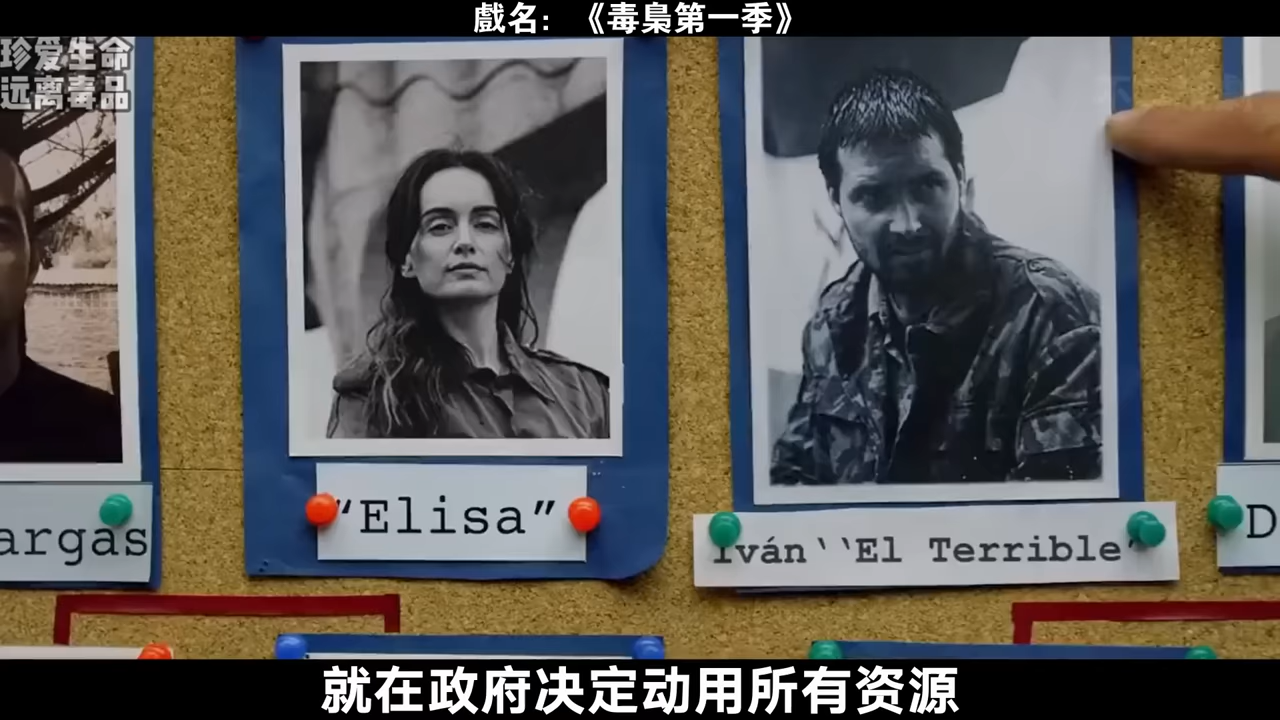 戲名：《毒梟第一季》
珍爱生命
远离毒品
argas
“Elisa”
Iván ‘‘El Terrible’
D
就在政府决定动用所有资源